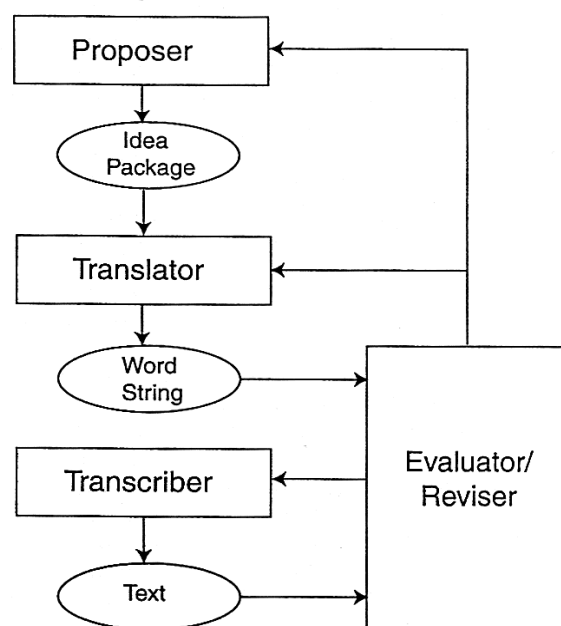 Proposer
Idea
Package
Translator
Word
String
Transcriber
Evaluator/
Reviser
Text